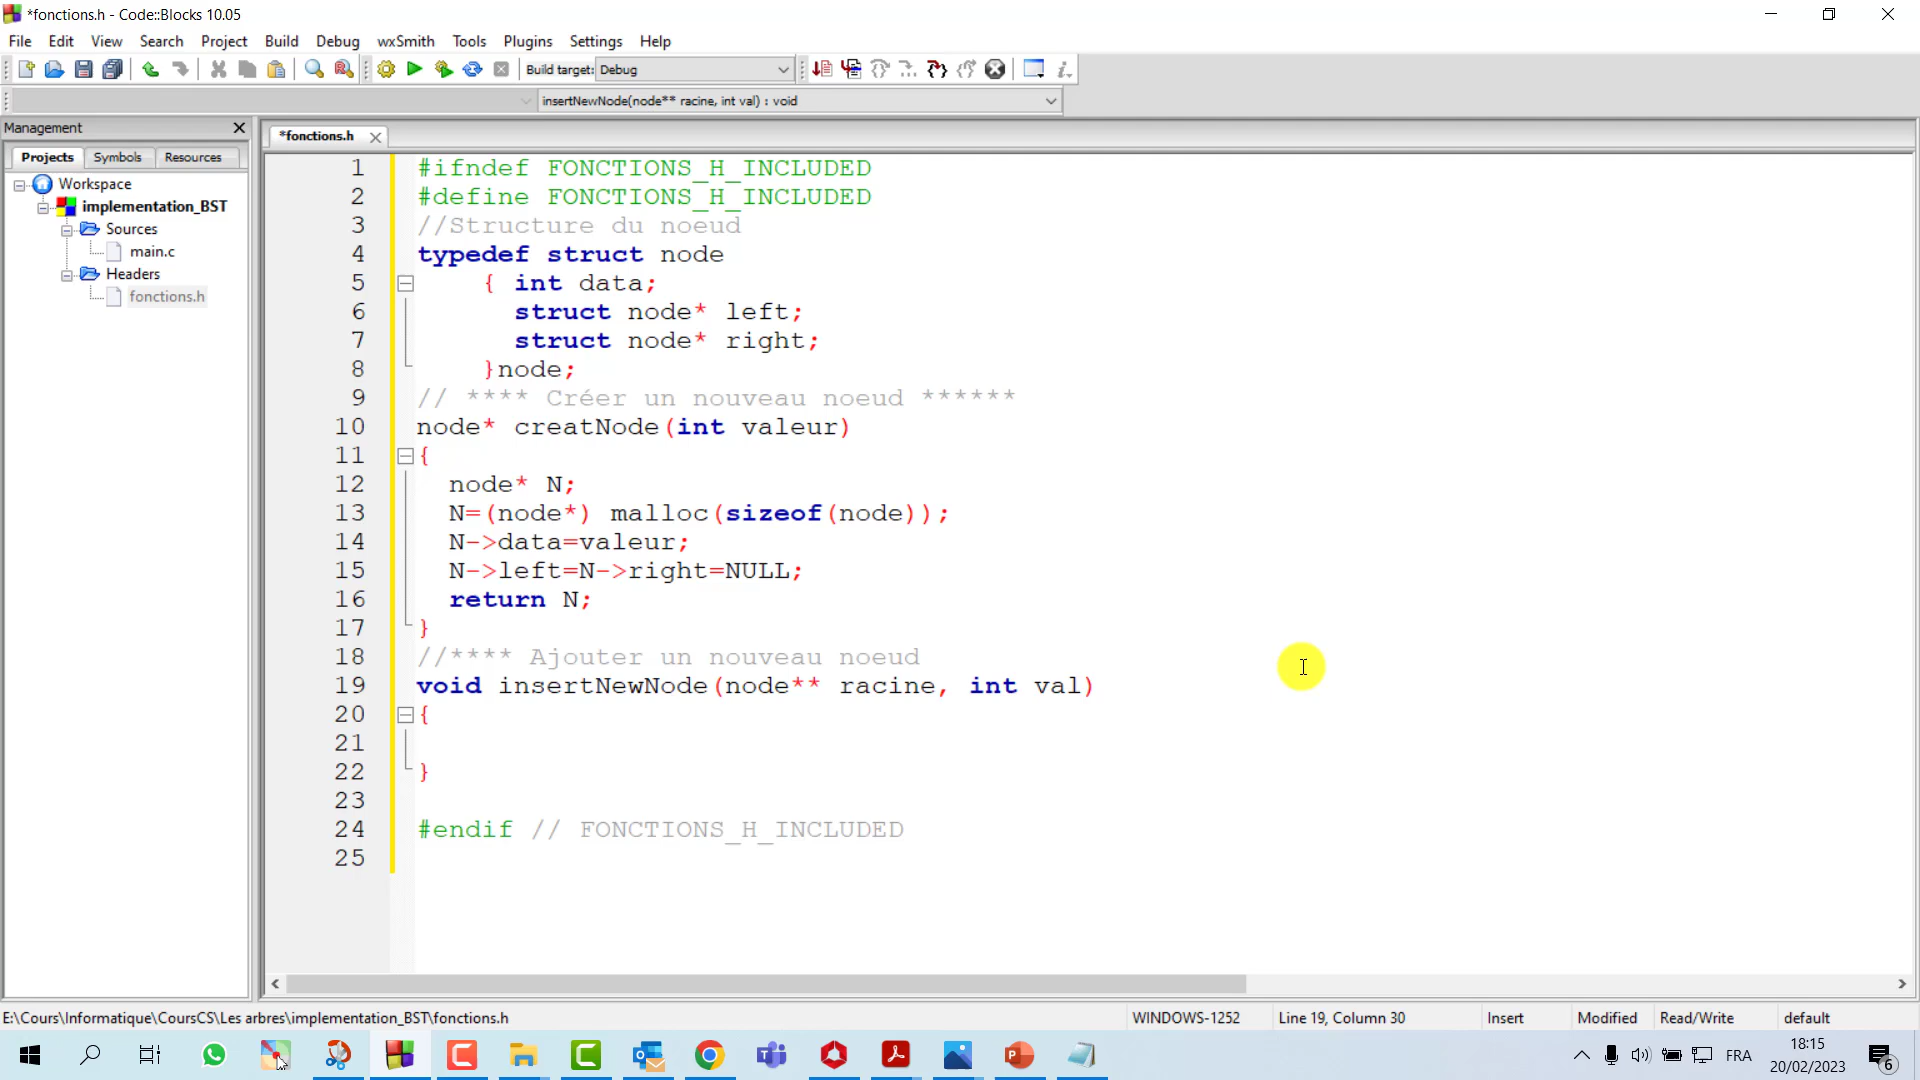 *fonctions.h - Code::Blocks 10.05
File Edit View Search Project Build Debug wxSmith Tools Plugins Settings Help
Build target: Debug
insertNewNode(node** racine, int val) : void
Management
*fonctions.h
Projects Symbols Resources
Workspace
implementation_BST
Sources
main.c
Headers
fonctions.h
1 #ifndef FONCTIONS_H_INCLUDED
2 #define FONCTIONS_H_INCLUDED
3 //Structure du noeud
4 typedef struct node
5 { int data;
6 struct node* left;
7 struct node* right;
8 }node;
9 // **** Créer un nouveau noeud ******
10 node* creatNode(int valeur)
11 {
12 node* N;
13 N=(node*) malloc(sizeof(node));
14 N->data=valeur;
15 N->left=N->right=NULL;
16 return N;
17 }
18 //**** Ajouter un nouveau noeud
19 void insertNewNode(node** racine, int val)
20 {
21
22 }
23
24 #endif // FONCTIONS_H_INCLUDED
25
E:\Cours\Informatique\CoursCS\Les arbres\implementation_BST\fonctions.h WINDOWS-1252 Line 19, Column 30 Insert Modified Read/Write default
FRA
18:15
20/02/2023
6